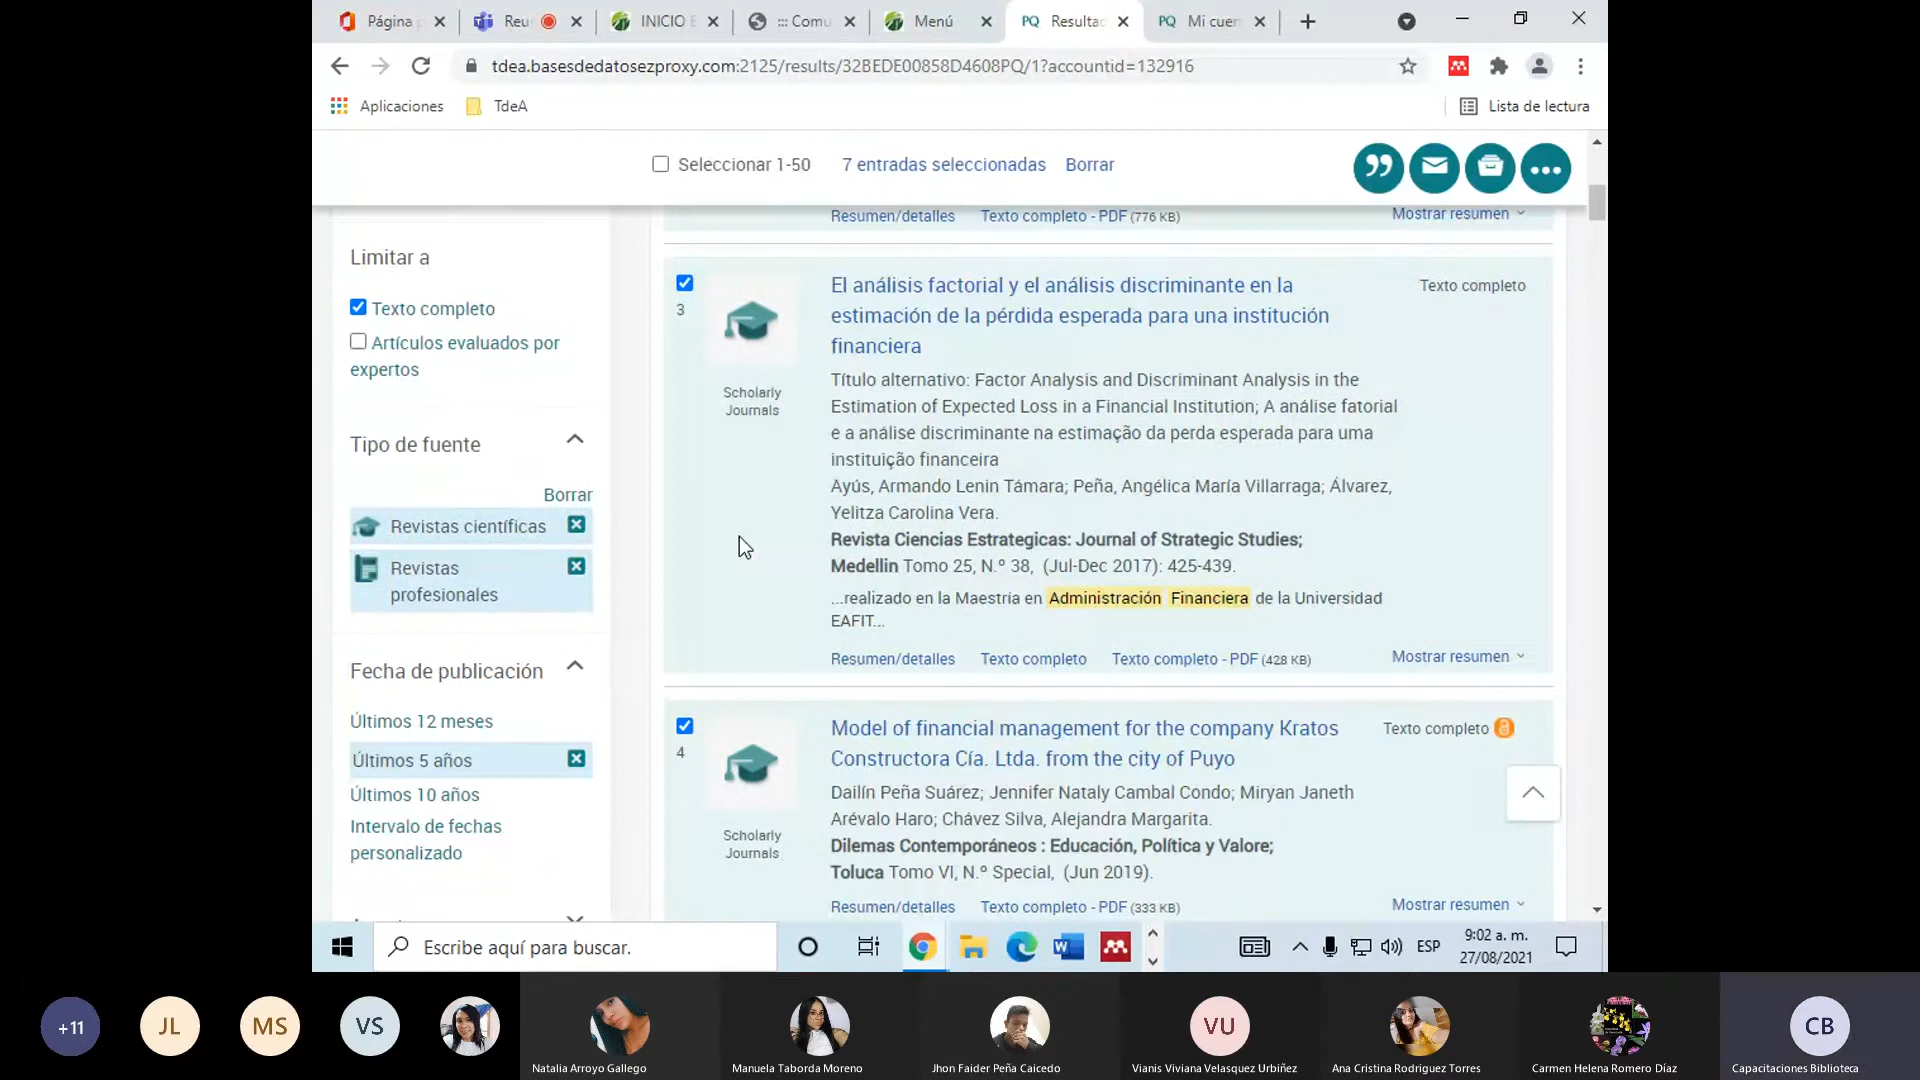 Página p
Reu
INICIO E
::: Comu
Menú
PQ Resultad
PQ Mi cuen
tdea.basesdedatosezproxy.com:2125/results/32BEDE00858D4608PQ/1?accountid=132916
Aplicaciones
TdeA
Lista de lectura
Seleccionar 1-50
7 entradas seleccionadas
Borrar
Resumen/detalles
Texto completo - PDF (776 KB)
Mostrar resumen
Limitar a
Texto completo
Artículos evaluados por
expertos
Tipo de fuente
Borrar
Revistas científicas
Revistas
profesionales
Fecha de publicación
Últimos 12 meses
Últimos 5 años
Últimos 10 años
Intervalo de fechas
personalizado
3
Scholarly
Journals
El análisis factorial y el análisis discriminante en la
estimación de la pérdida esperada para una institución
financiera
Texto completo
Título alternativo: Factor Analysis and Discriminant Analysis in the
Estimation of Expected Loss in a Financial Institution; A análise fatorial
e a análise discriminante na estimação da perda esperada para uma
instituição financeira
Ayús, Armando Lenin Támara; Peña, Angélica María Villarraga; Álvarez,
Yelitza Carolina Vera.
Revista Ciencias Estrategicas: Journal of Strategic Studies;
Medellin Tomo 25, N.º 38, (Jul-Dec 2017): 425-439.
...realizado en la Maestría en Administración Financiera de la Universidad
EAFIT...
Resumen/detalles
Texto completo
Texto completo - PDF (428 KB)
Mostrar resumen
4
Scholarly
Journals
Model of financial management for the company Kratos
Constructora Cía. Ltda. from the city of Puyo
Texto completo
Dailín Peña Suárez; Jennifer Nataly Cambal Condo; Miryan Janeth
Arévalo Haro; Chávez Silva, Alejandra Margarita.
Dilemas Contemporáneos : Educación, Política y Valore;
Toluca Tomo VI, N.º Special, (Jun 2019).
Resumen/detalles
Texto completo - PDF (333 KB)
Mostrar resumen
Escribe aquí para buscar.
ESP
9:02 a. m.
27/08/2021
+11
JL
MS
VS
VU
CB
Natalia Arroyo Gallego
Manuela Taborda Moreno
Jhon Faider Peña Caicedo
Vianis Viviana Velasquez Urbiñez
Ana Cristina Rodriguez Torres
Carmen Helena Romero Díaz
Capacitaciones Biblioteca